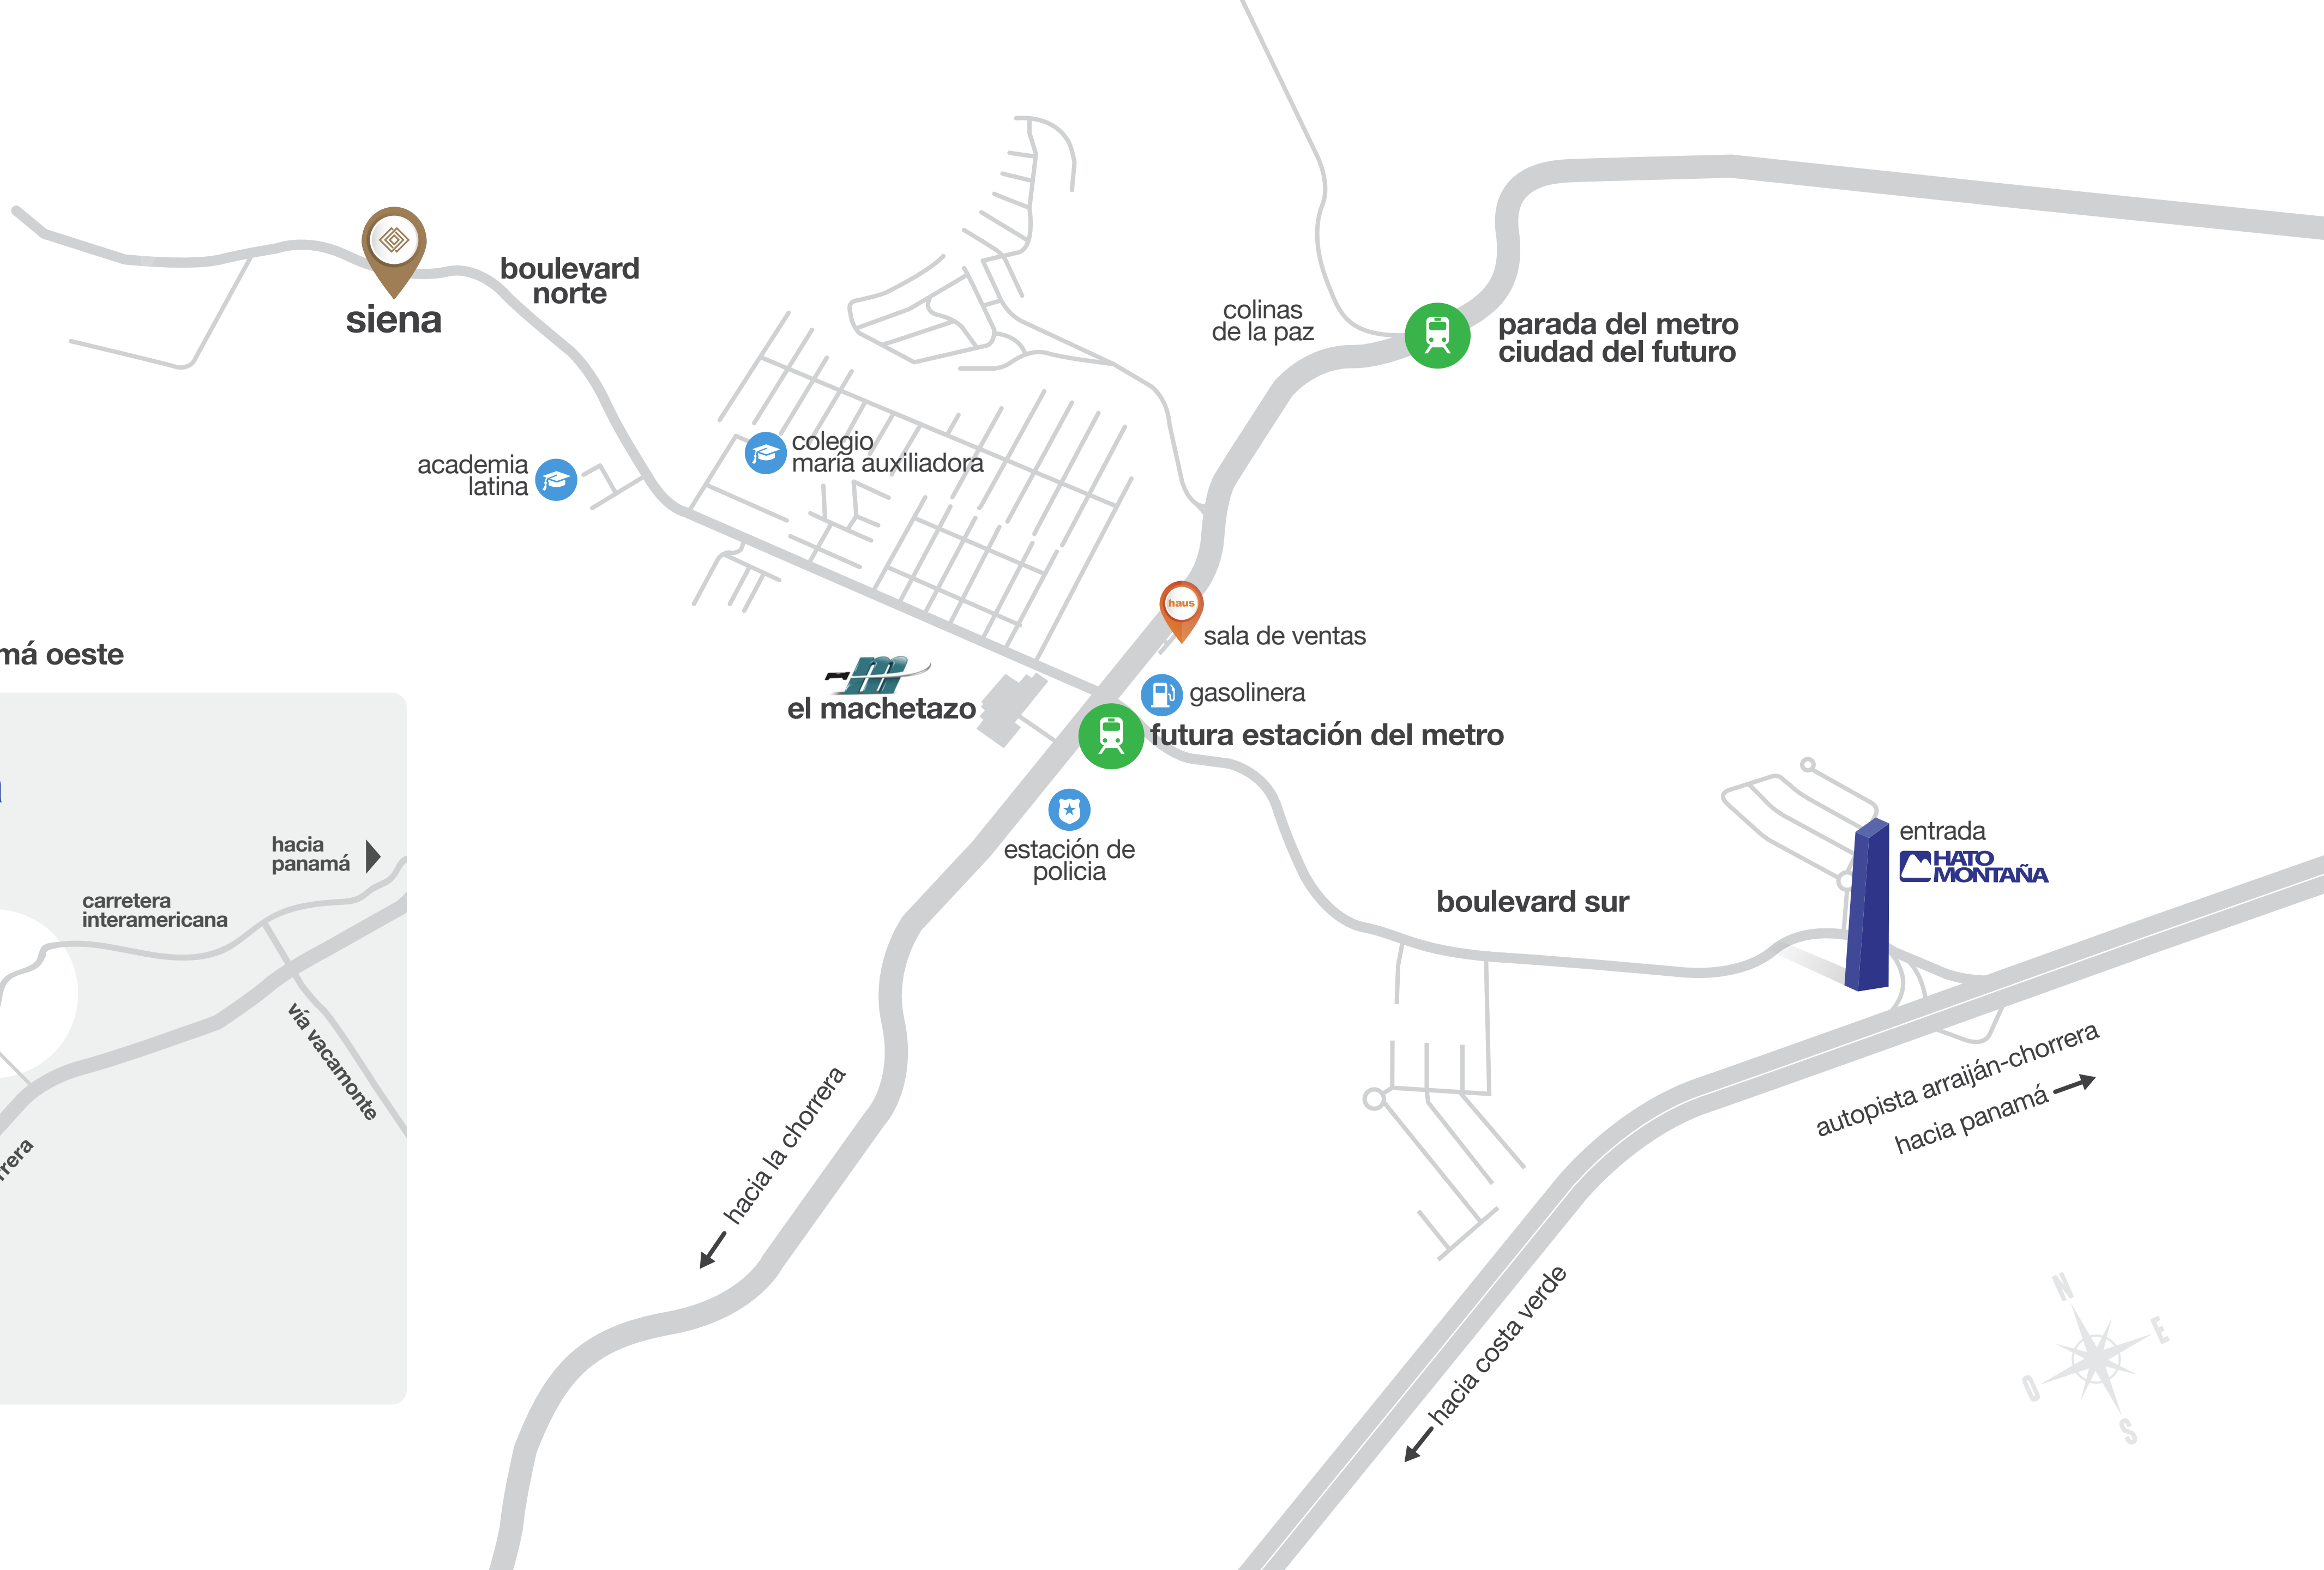 boulevard
norte
siena
colinas
de la paz
parada del metro
ciudad del futuro
colegio
maría auxiliadora
academia
latina
haus
sala de ventas
gasolinera
el machetazo
futura estación del metro
estación de
policia
má oeste
hacia
panamá
carretera
interamericana
vía vacamonte
rrera
entrada
HATO
MONTAÑA
boulevard sur
hacia la chorrera
autopista arraiján-chorrera
hacia panamá
hacia costa verde
N
E
O
S